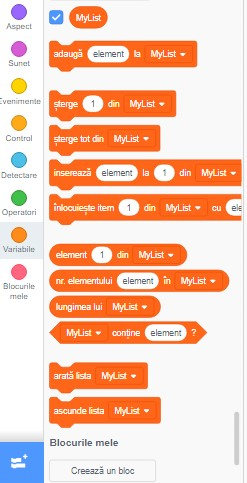 Aspect
Sunet
Evenimente
Control
Detectare
Operatori
Variabile
Blocurile
mele
MyList
adaugă element la MyList
șterge 1 din MyList
șterge tot din MyList
inserează element la 1 din MyList
înlocuiește item 1 din MyList cu ele
element 1 din MyList
nr. elementului element în MyList
lungimea lui MyList
MyList conține element ?
arată lista MyList
ascunde lista MyList
Blocurile mele
Creează un bloc